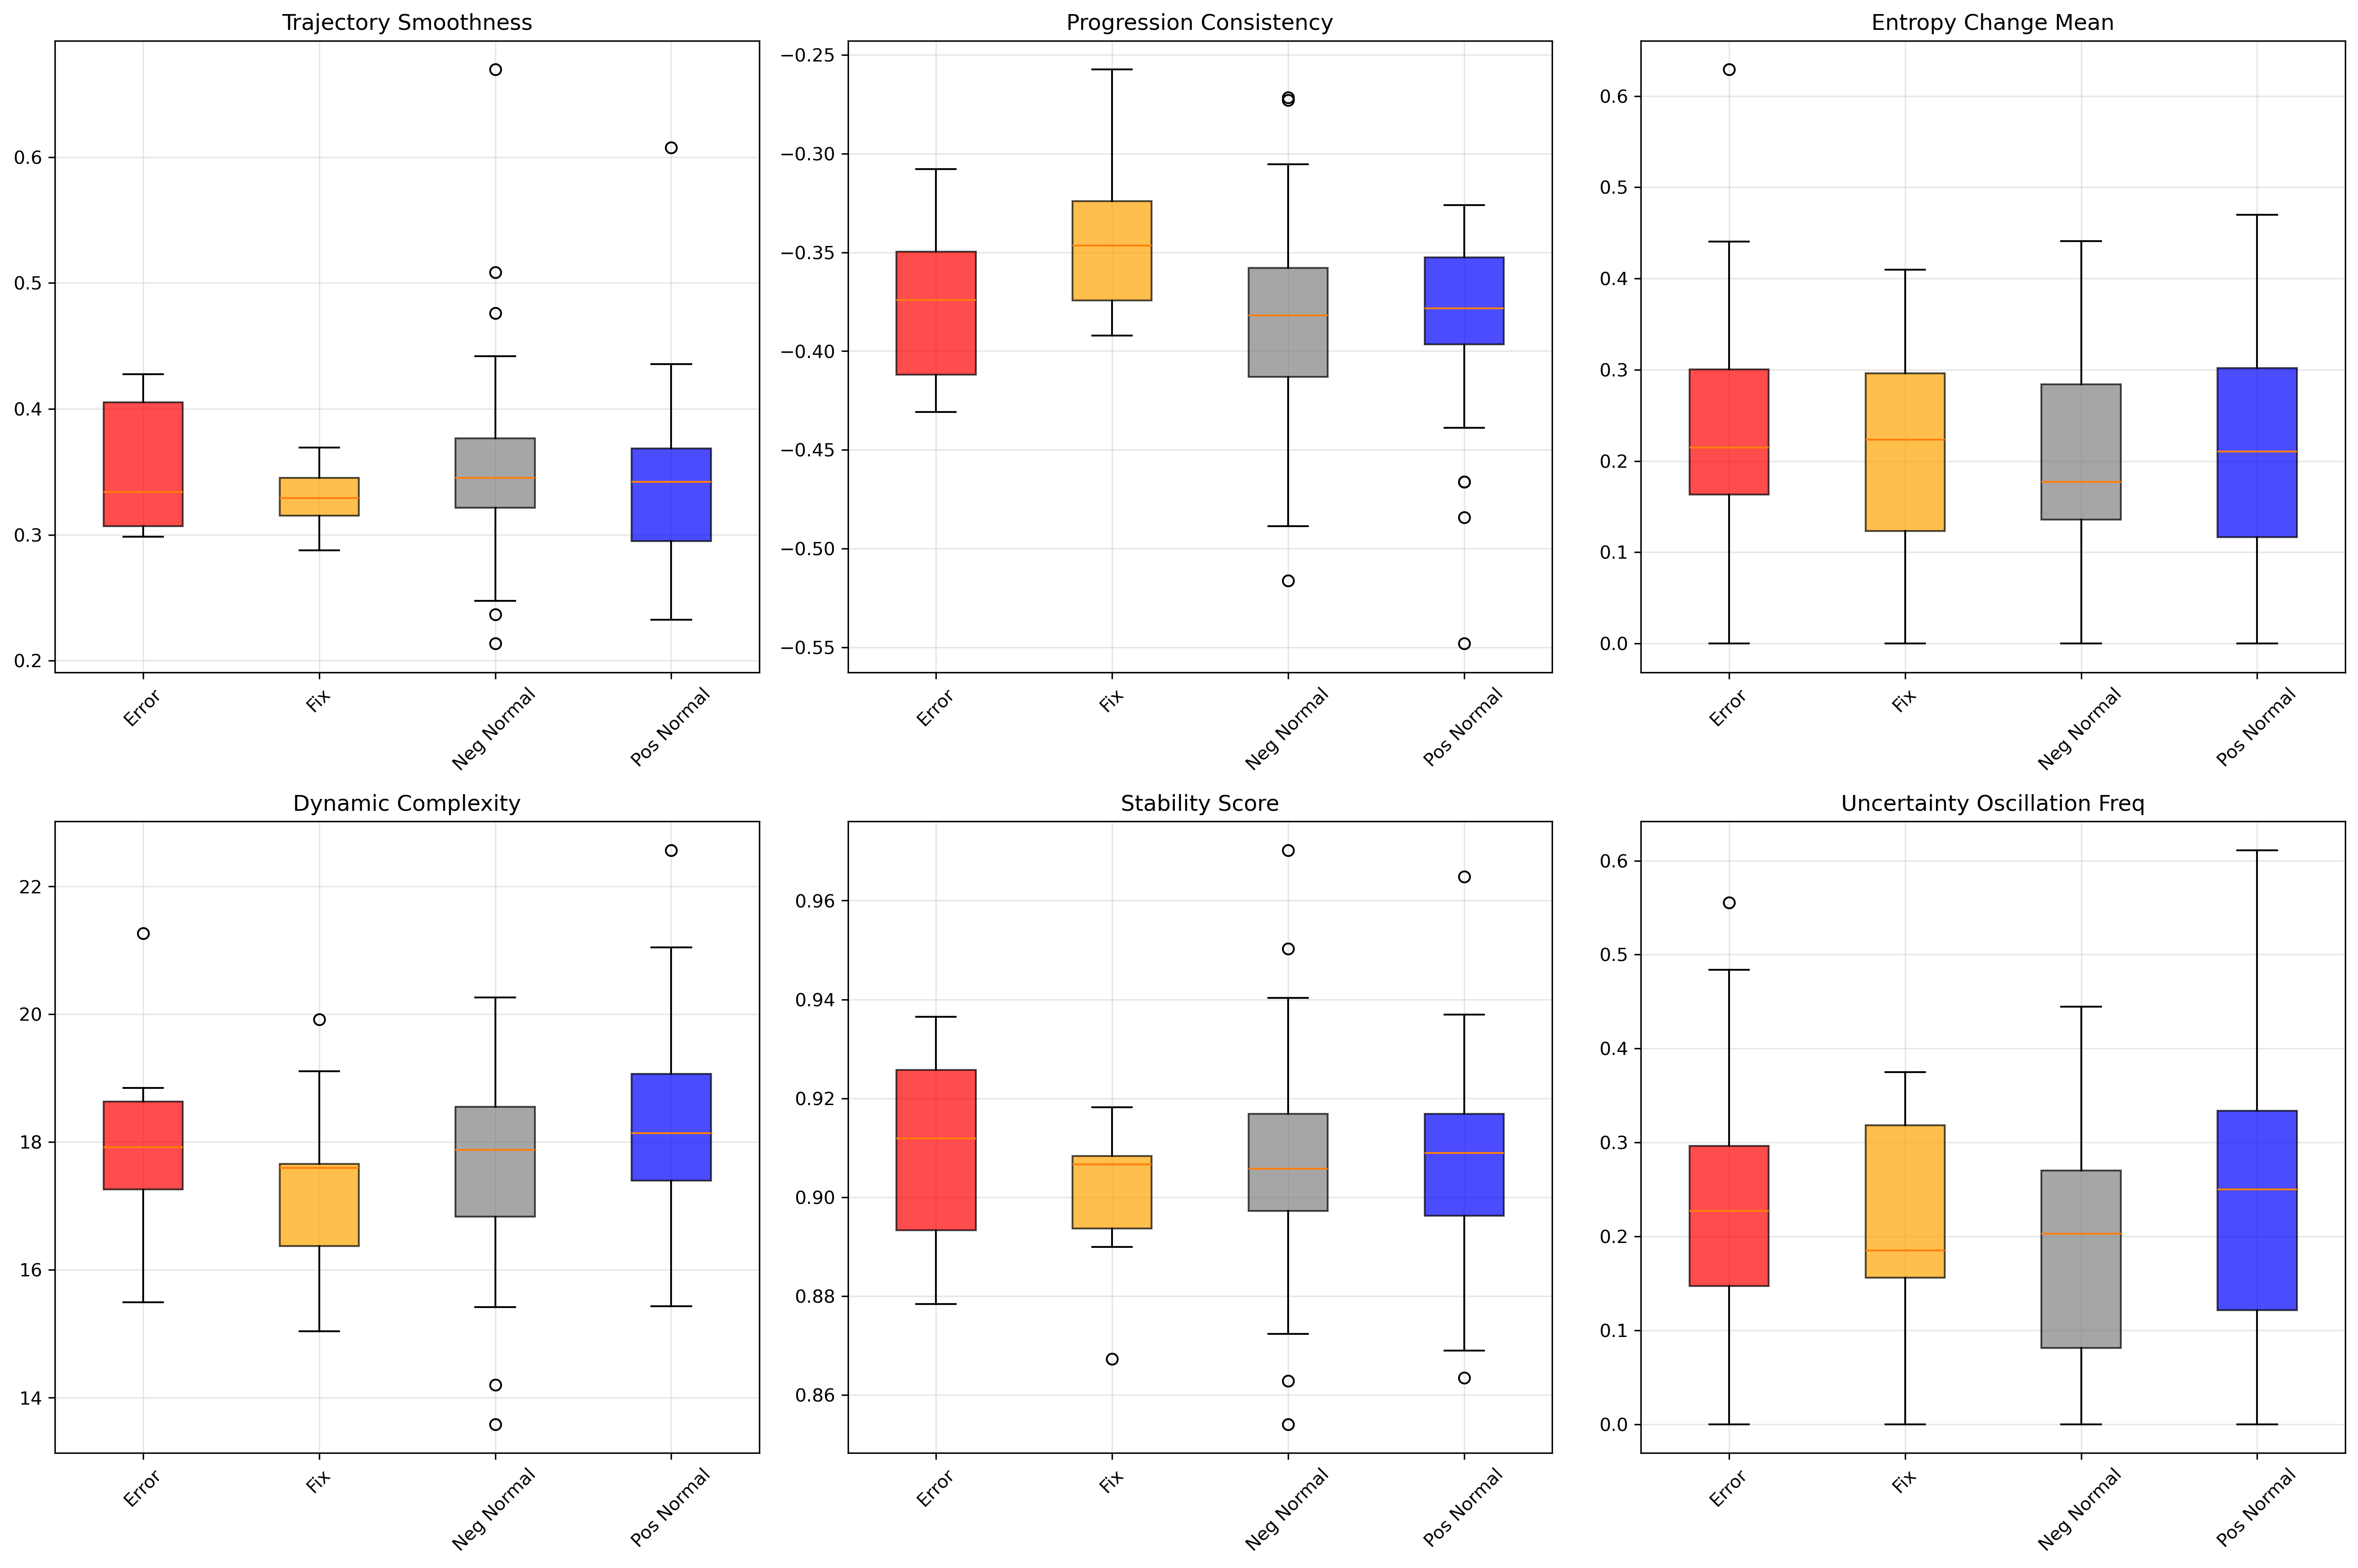 Trajectory Smoothness
0.6
0.5
0.4
0.3
0.2
Error
Fix
Neg Normal
Pos Normal
Progression Consistency
−0.25
−0.30
−0.35
−0.40
−0.45
−0.50
−0.55
Error
Fix
Neg Normal
Pos Normal
Entropy Change Mean
0.6
0.5
0.4
0.3
0.2
0.1
0.0
Error
Fix
Neg Normal
Pos Normal
Dynamic Complexity
22
20
18
16
14
Error
Fix
Neg Normal
Pos Normal
Stability Score
0.96
0.94
0.92
0.90
0.88
0.86
Error
Fix
Neg Normal
Pos Normal
Uncertainty Oscillation Freq
0.6
0.5
0.4
0.3
0.2
0.1
0.0
Error
Fix
Neg Normal
Pos Normal